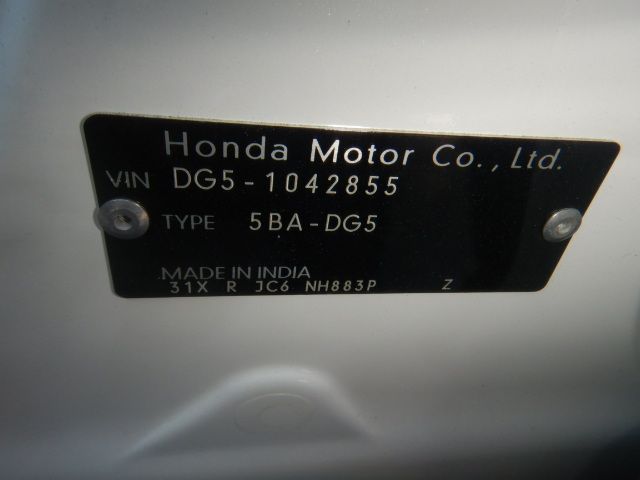 Honda Motor Co., Ltd.
VIN DG5-1042855
TYPE 5BA-DG5
MADE IN INDIA
31X R JC6 NH883P Z